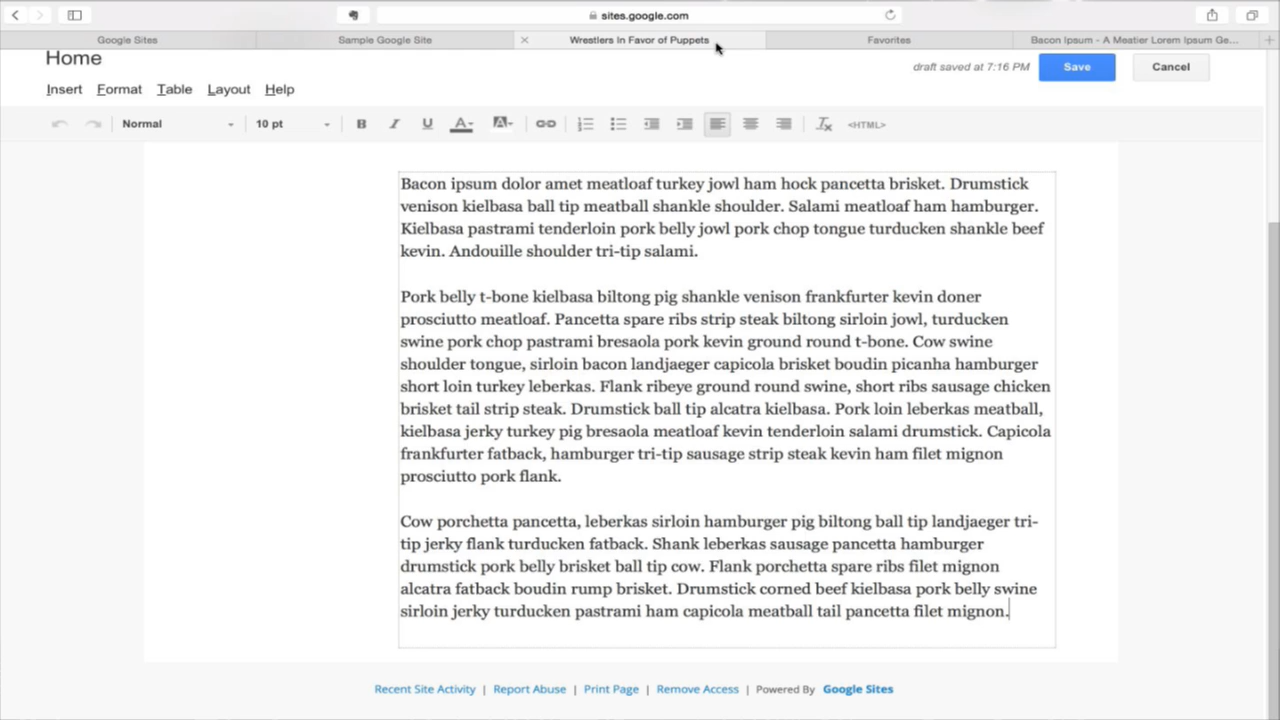 sites.google.com
Google Sites
Sample Google Site
Wrestlers In Favor of Puppets
Favorites
Bacon Ipsum - A Meatier Lorem Ipsum Ge...
Home
draft saved at 7:16 PM
Save
Cancel
Insert Format Table Layout Help
Normal 10 pt B I U A A <HTML>
Bacon ipsum dolor amet meatloaf turkey jowl ham hock pancetta brisket. Drumstick
venison kielbasa ball tip meatball shankle shoulder. Salami meatloaf ham hamburger.
Kielbasa pastrami tenderloin pork belly jowl pork chop tongue turducken shankle beef
kevin. Andouille shoulder tri-tip salami.
Pork belly t-bone kielbasa biltong pig shankle venison frankfurter kevin doner
prosciutto meatloaf. Pancetta spare ribs strip steak biltong sirloin jowl, turducken
swine pork chop pastrami bresaola pork kevin ground round t-bone. Cow swine
shoulder tongue, sirloin bacon landjaeger capicola brisket boudin picanha hamburger
short loin turkey leberkas. Flank ribeye ground round swine, short ribs sausage chicken
brisket tail strip steak. Drumstick ball tip alcatra kielbasa. Pork loin leberkas meatball,
kielbasa jerky turkey pig bresaola meatloaf kevin tenderloin salami drumstick. Capicola
frankfurter fatback, hamburger tri-tip sausage strip steak kevin ham filet mignon
prosciutto pork flank.
Cow porchetta pancetta, leberkas sirloin hamburger pig biltong ball tip landjaeger tri-
tip jerky flank turducken fatback. Shank leberkas sausage pancetta hamburger
drumstick pork belly brisket ball tip cow. Flank porchetta spare ribs filet mignon
alcatra fatback boudin rump brisket. Drumstick corned beef kielbasa pork belly swine
sirloin jerky turducken pastrami ham capicola meatball tail pancetta filet mignon.
Recent Site Activity | Report Abuse | Print Page | Remove Access | Powered By Google Sites